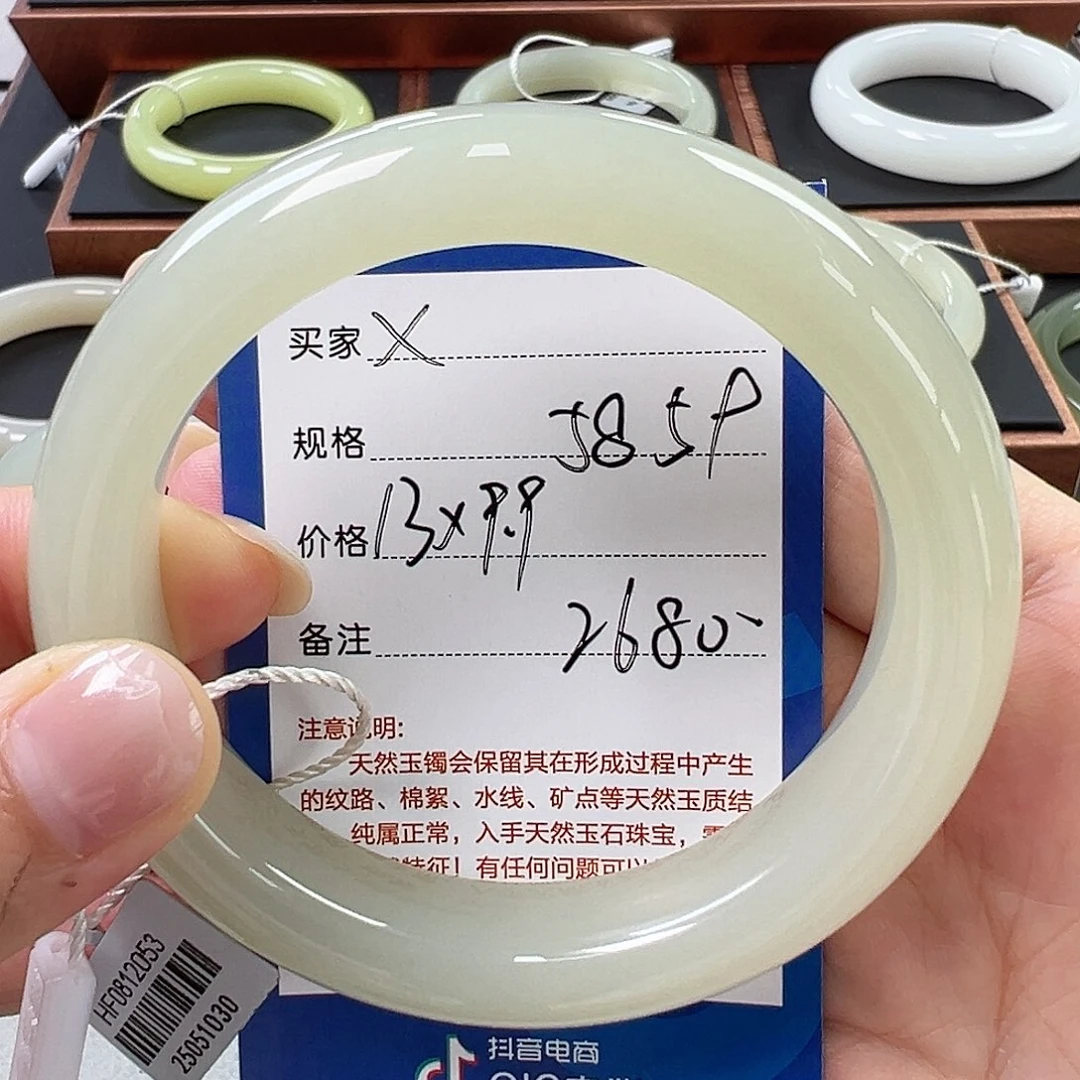 买家 X
规格 58.5P
价格 13x9.9
备注 2680-
注意说明:
天然玉镯会保留其在形成过程中产生
的纹路、棉絮、水线、矿点等天然玉质结
纯属正常，入手天然玉石珠宝，
特征！有任何问题可以
HF0812053
25051030
抖音电商